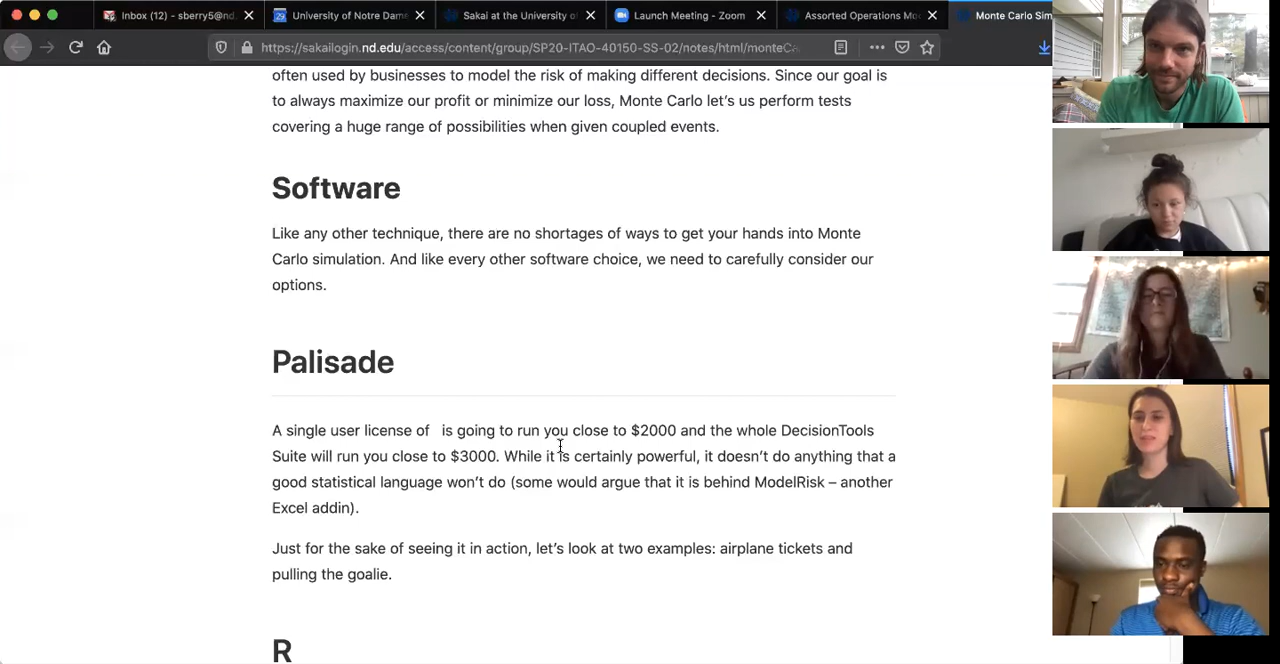 Inbox (12) - sberry5@nd.
University of Notre Dame
Sakai at the University of
Launch Meeting - Zoom
Assorted Operations Mo
Monte Carlo Sim
https://sakailogin.nd.edu/access/content/group/SP20-ITAO-40150-SS-02/notes/html/monteCa
often used by businesses to model the risk of making different decisions. Since our goal is
to always maximize our profit or minimize our loss, Monte Carlo let's us perform tests
covering a huge range of possibilities when given coupled events.
Software
Like any other technique, there are no shortages of ways to get your hands into Monte
Carlo simulation. And like every other software choice, we need to carefully consider our
options.
Palisade
A single user license of is going to run you close to $2000 and the whole DecisionTools
Suite will run you close to $3000. While it is certainly powerful, it doesn't do anything that a
good statistical language won't do (some would argue that it is behind ModelRisk – another
Excel addin).
Just for the sake of seeing it in action, let's look at two examples: airplane tickets and
pulling the goalie.
R